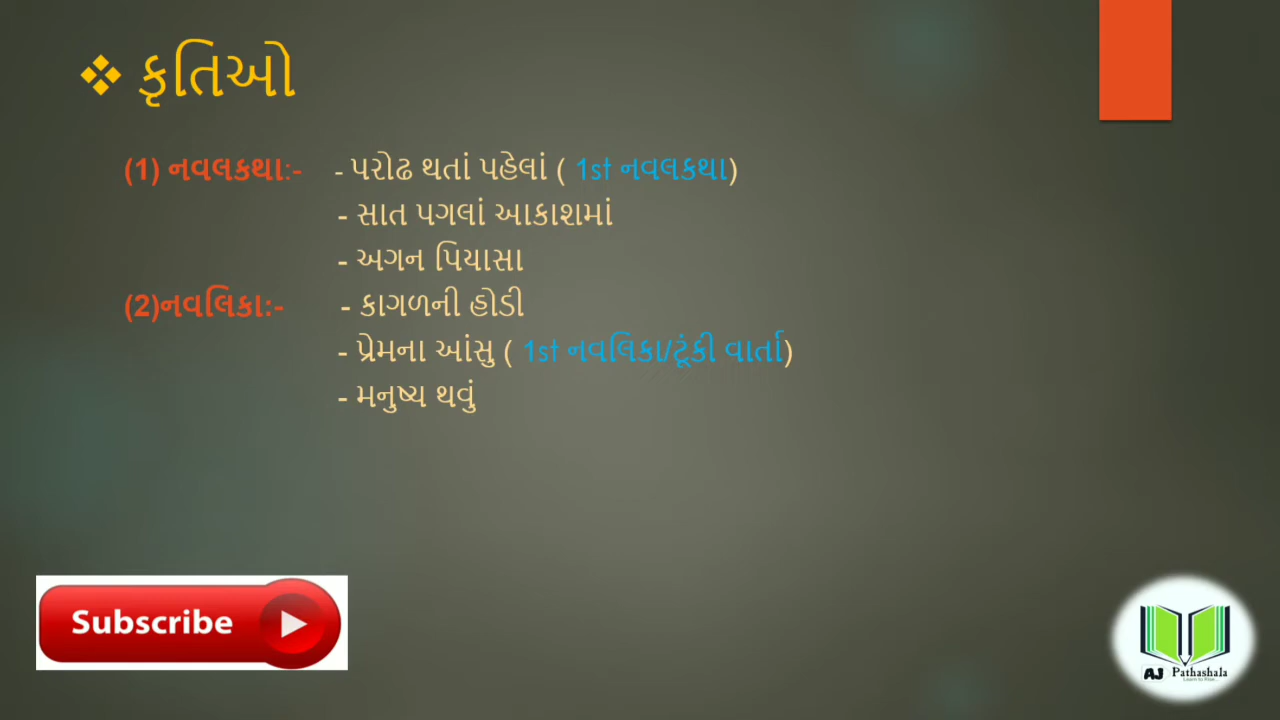 ❖ કૃતિઓ
(1) નવલકથા:- - પરોઢ થતાં પહેલાં ( 1st નવલકથા)
- સાત પગલાં આકાશમાં
- અગન પિયાસા
(2)નવલિકા:- - કાગળની હોડી
- પ્રેમના આંસુ ( 1st નવલિકા/ટૂંકી વાર્તા)
- મનુષ્ય થવું
Subscribe
AJ Pathashala